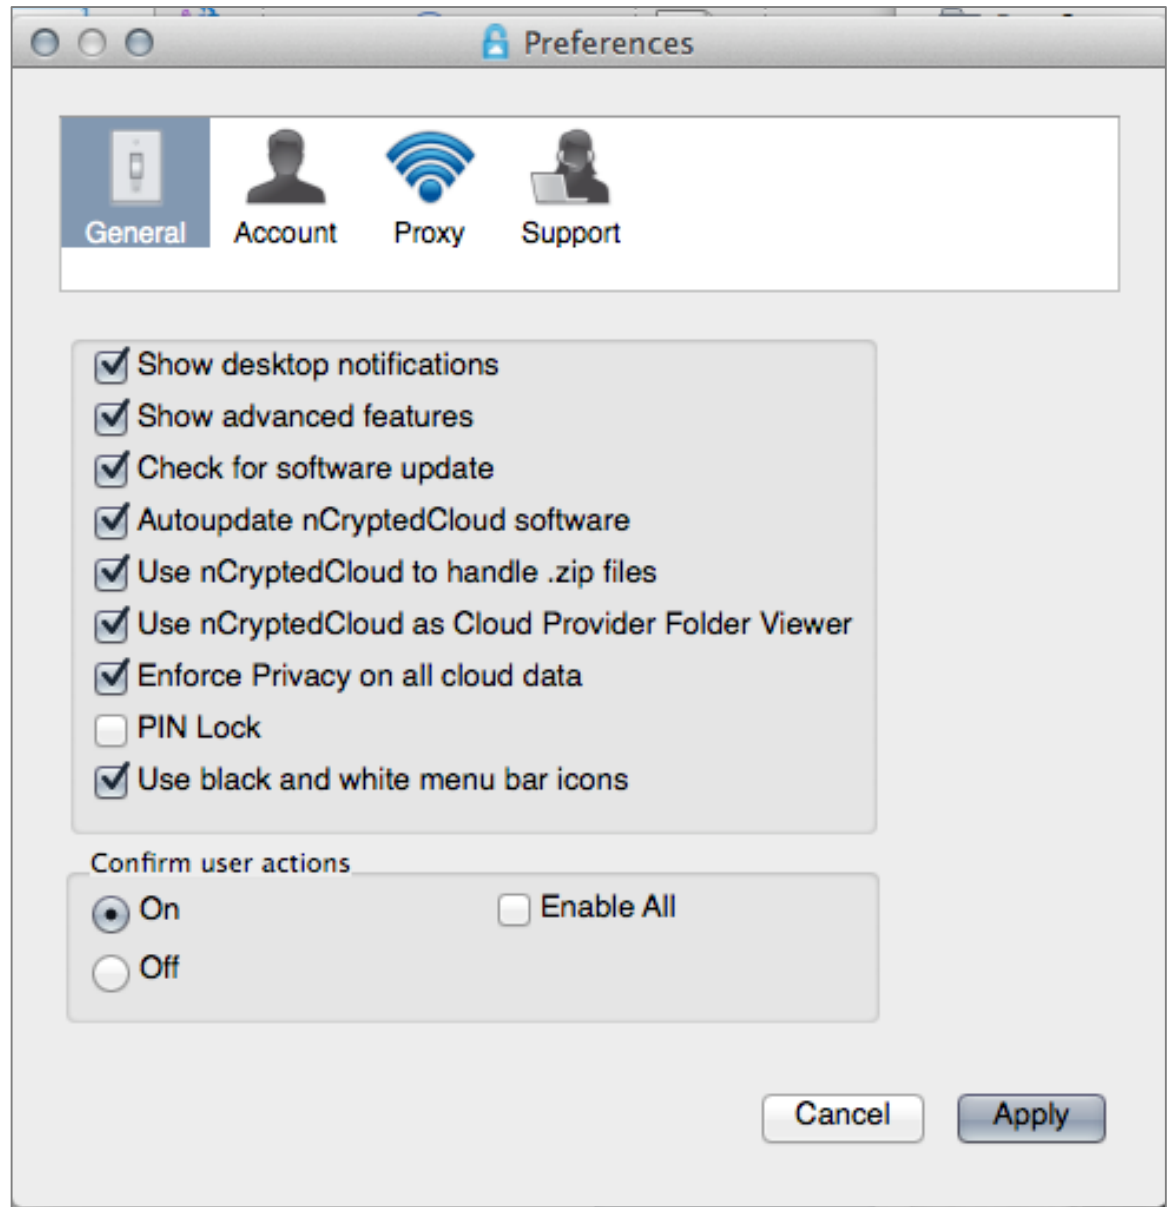 Preferences
General Account Proxy Support
Show desktop notifications
Show advanced features
Check for software update
Autoupdate nCryptedCloud software
Use nCryptedCloud to handle .zip files
Use nCryptedCloud as Cloud Provider Folder Viewer
Enforce Privacy on all cloud data
PIN Lock
Use black and white menu bar icons
Confirm user actions
On Enable All
Off
Cancel Apply